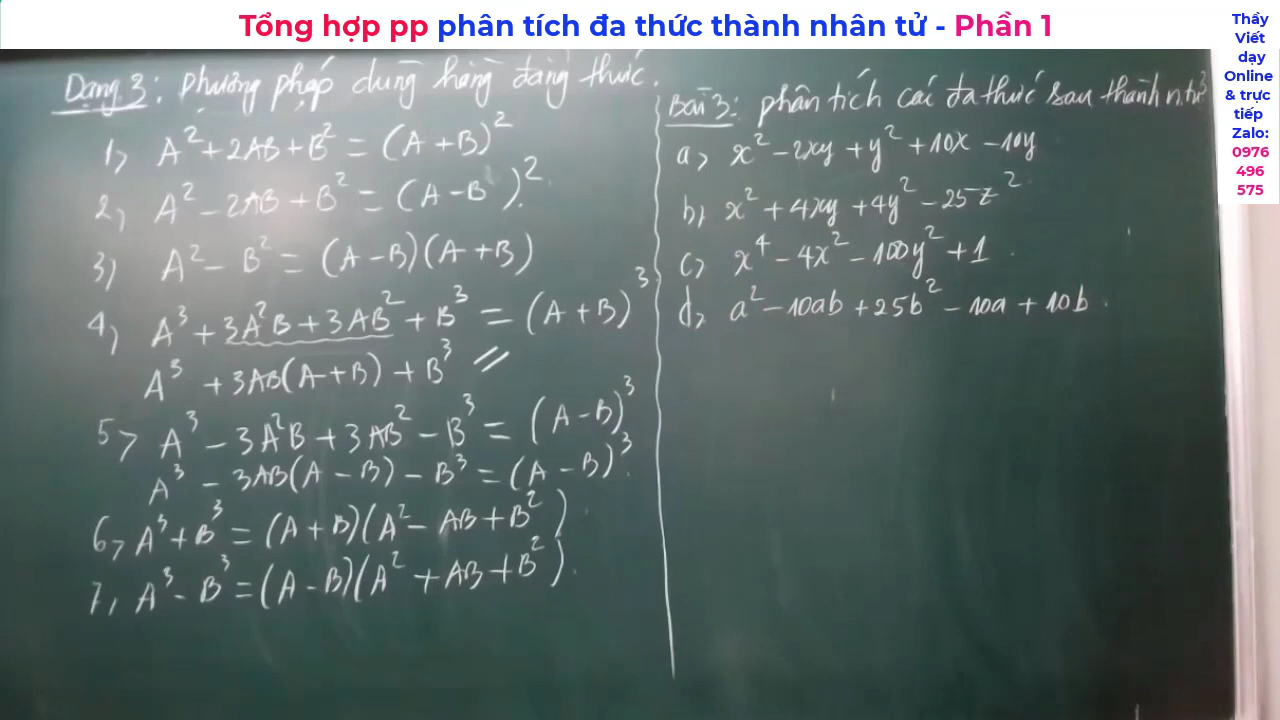 Tổng hợp pp phân tích đa thức thành nhân tử - Phần 1
Thầy
Viết
dạy
Online
& trực
tiếp
Zalo:
0976
496
575
Dạng 3: phương pháp dùng hằng đẳng thức.
1, A² + 2AB + B² = (A + B)²
2, A² - 2AB + B² = (A - B)².
3) A² - B² = (A - B)(A + B)
4) A³ + 3A²B + 3AB² + B³ = (A + B)³
A³ + 3AB(A + B) + B³ //
5> A³ - 3A²B + 3AB² - B³ = (A - B)³
A³ - 3AB(A - B) - B³ = (A - B)³.
6, A³ + B³ = (A + B)(A² - AB + B²).
7, A³ - B³ = (A - B)(A² + AB + B²).
Bài 3: phân tích các đa thức sau thành n.tử
a, x² - 2xy + y² + 10x - 10y
b, x² + 4xy + 4y² - 25z²
c, x⁴ - 4x² - 100y² + 1.
d, a² - 10ab + 25b² - 10a + 10b.